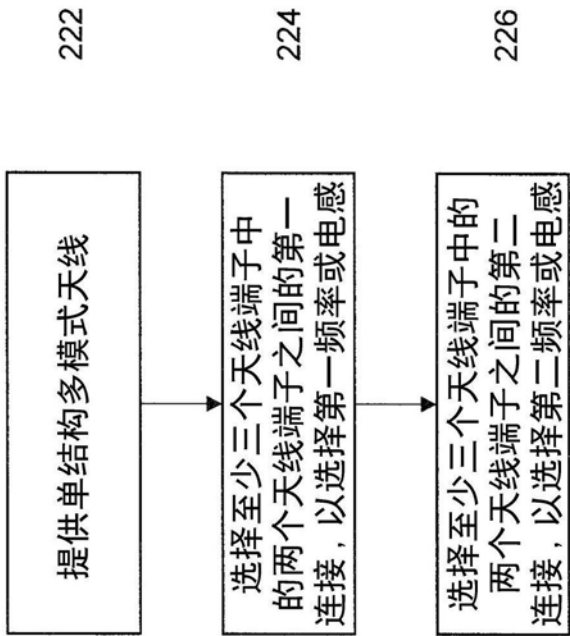 222
提供单结构多模式天线
224
选择至少三个天线端子中
的两个天线端子之间的第一
连接，以选择第一频率或电感
226
选择至少三个天线端子中的
两个天线端子之间的第二
连接，以选择第二频率或电感